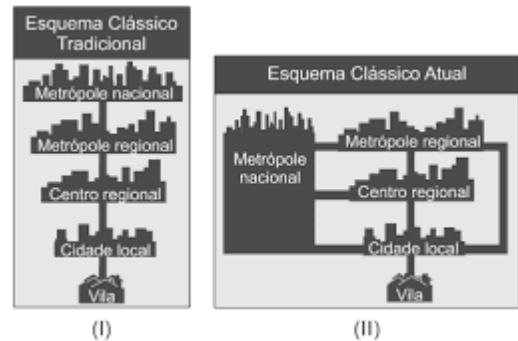 Esquema Clássico
Tradicional
Metrópole nacional
Metrópole regional
Centro regional
Cidade local
Vila
(I)
Esquema Clássico Atual
Metrópole
nacional
Metrópole regional
Centro regional
Cidade local
Vila
(II)